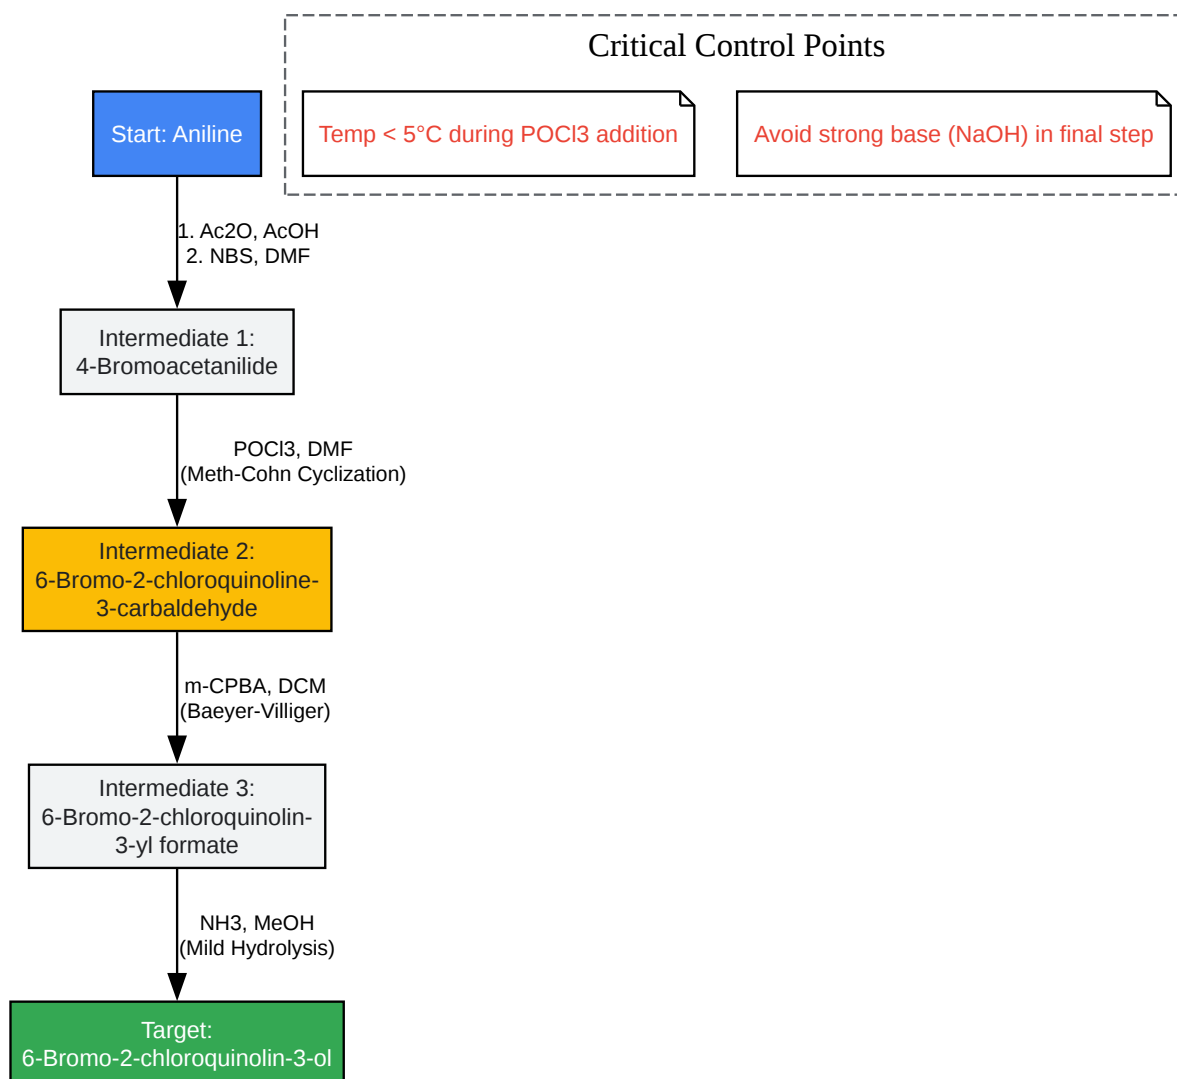 Critical Control Points
Start: Aniline
Temp < 5°C during POCl3 addition
Avoid strong base (NaOH) in final step
1. Ac2O, AcOH
2. NBS, DMF
Intermediate 1:
4-Bromoacetanilide
POCl3, DMF
(Meth-Cohn Cyclization)
Intermediate 2:
6-Bromo-2-chloroquinoline-
3-carbaldehyde
m-CPBA, DCM
(Baeyer-Villiger)
Intermediate 3:
6-Bromo-2-chloroquinolin-
3-yl formate
NH3, MeOH
(Mild Hydrolysis)
Target:
6-Bromo-2-chloroquinolin-3-ol